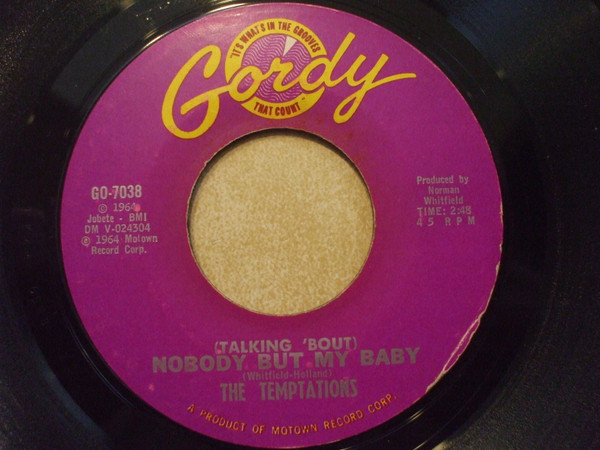 "IT'S WHAT'S IN THE GROOVES
Gordy
THAT COUNT"
GO-7038
© 1964
Jobete - BMI
DM V-024304
℗ 1964 Motown
Record Corp.
Produced by
Norman
Whitfield
TIME: 2:48
45 RPM
(TALKING 'BOUT)
NOBODY BUT MY BABY
(Whitfield-Holland)
THE TEMPTATIONS
A PRODUCT OF MOTOWN RECORD CORP.